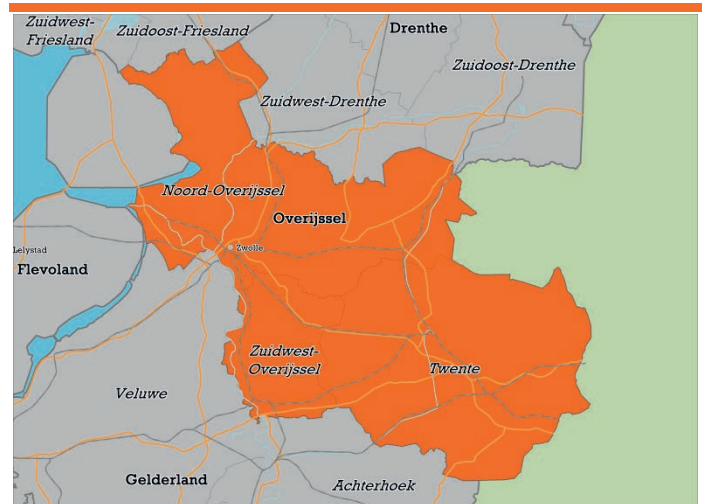 Zuidwest-
Friesland
Zuidoost-Friesland
Drenthe
Zuidoost-Drenthe
Zuidwest-Drenthe
Noord-Overijssel
Overijssel
Zwolle
Lelystad
Flevoland
Zuidwest-
Overijssel
Twente
Veluwe
Gelderland
Achterhoek